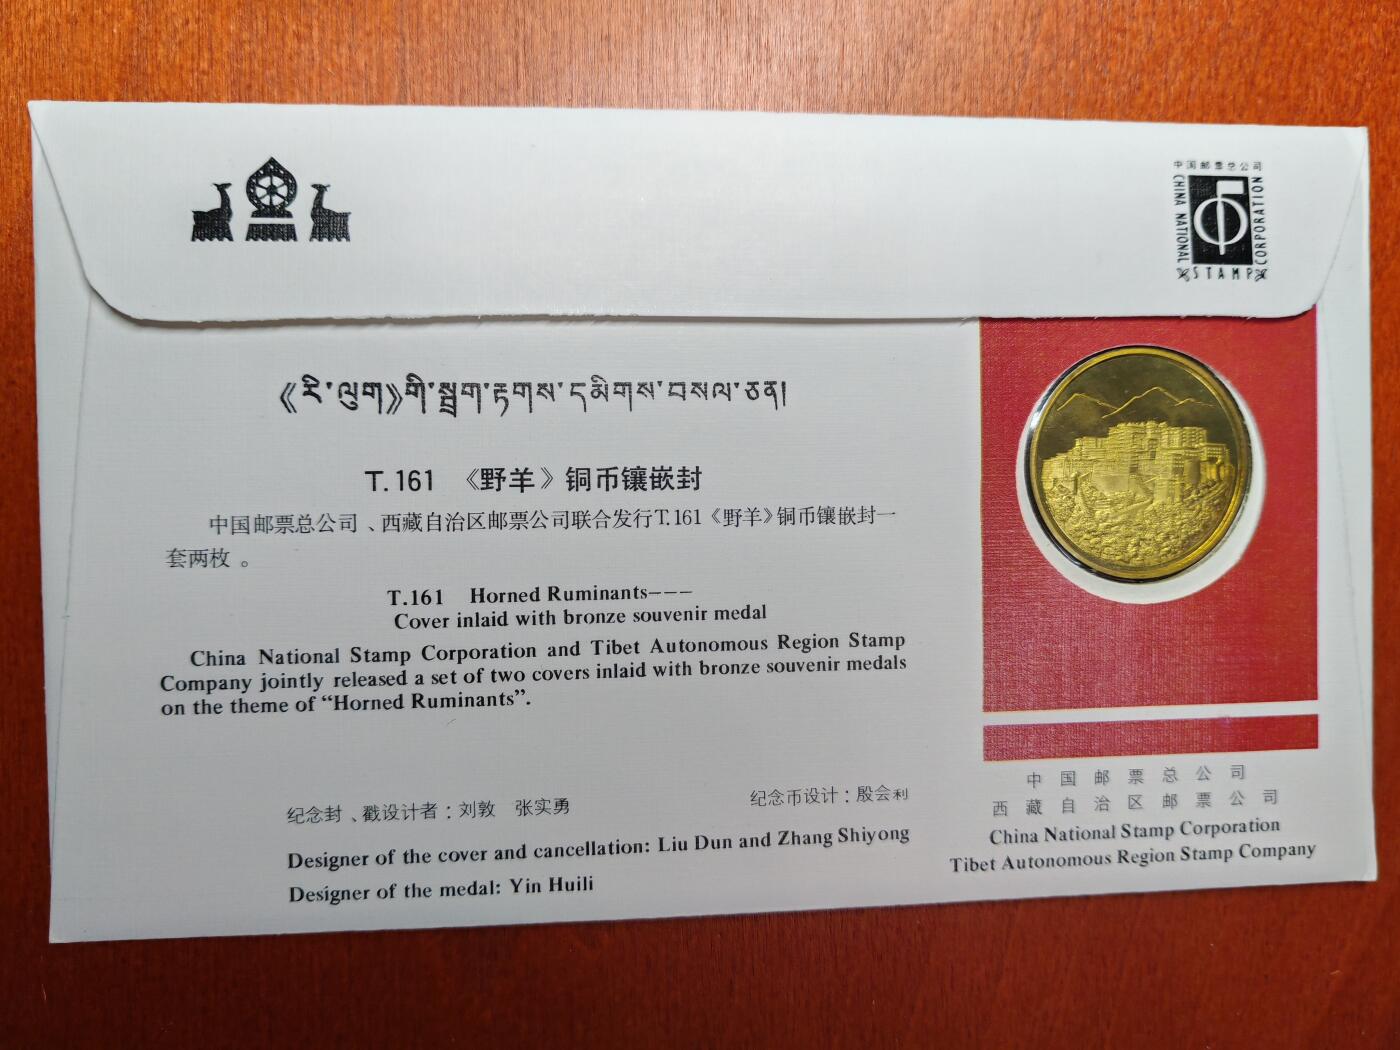 中国邮票总公司
CHINA NATIONAL
STAMP
CORPORATION
《རི་ལུག》གི་སྦྲག་རྟགས་དམིགས་བསལ་ཅན།
T.161 《野羊》铜币镶嵌封
中国邮票总公司、西藏自治区邮票公司联合发行T.161《野羊》铜币镶嵌封一
套两枚。
T.161 Horned Ruminants---
Cover inlaid with bronze souvenir medal
China National Stamp Corporation and Tibet Autonomous Region Stamp
Company jointly released a set of two covers inlaid with bronze souvenir medals
on the theme of “Horned Ruminants”.
纪念封、戳设计者：刘敦 张实勇
纪念币设计：殷会利
Designer of the cover and cancellation: Liu Dun and Zhang Shiyong
Designer of the medal: Yin Huili
中国邮票总公司
西藏自治区邮票公司
China National Stamp Corporation
Tibet Autonomous Region Stamp Company